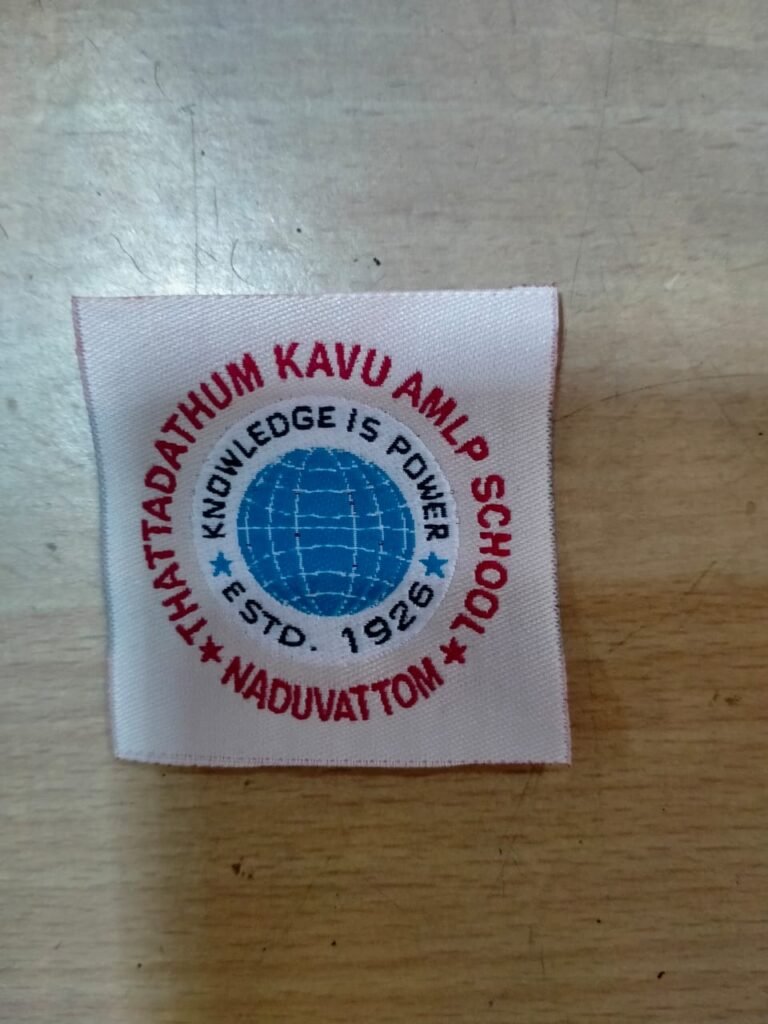 THATTADATHUM KAVU AMLP SCHOOL
KNOWLEDGE IS POWER
ESTD. 1926
NADUVATTOM